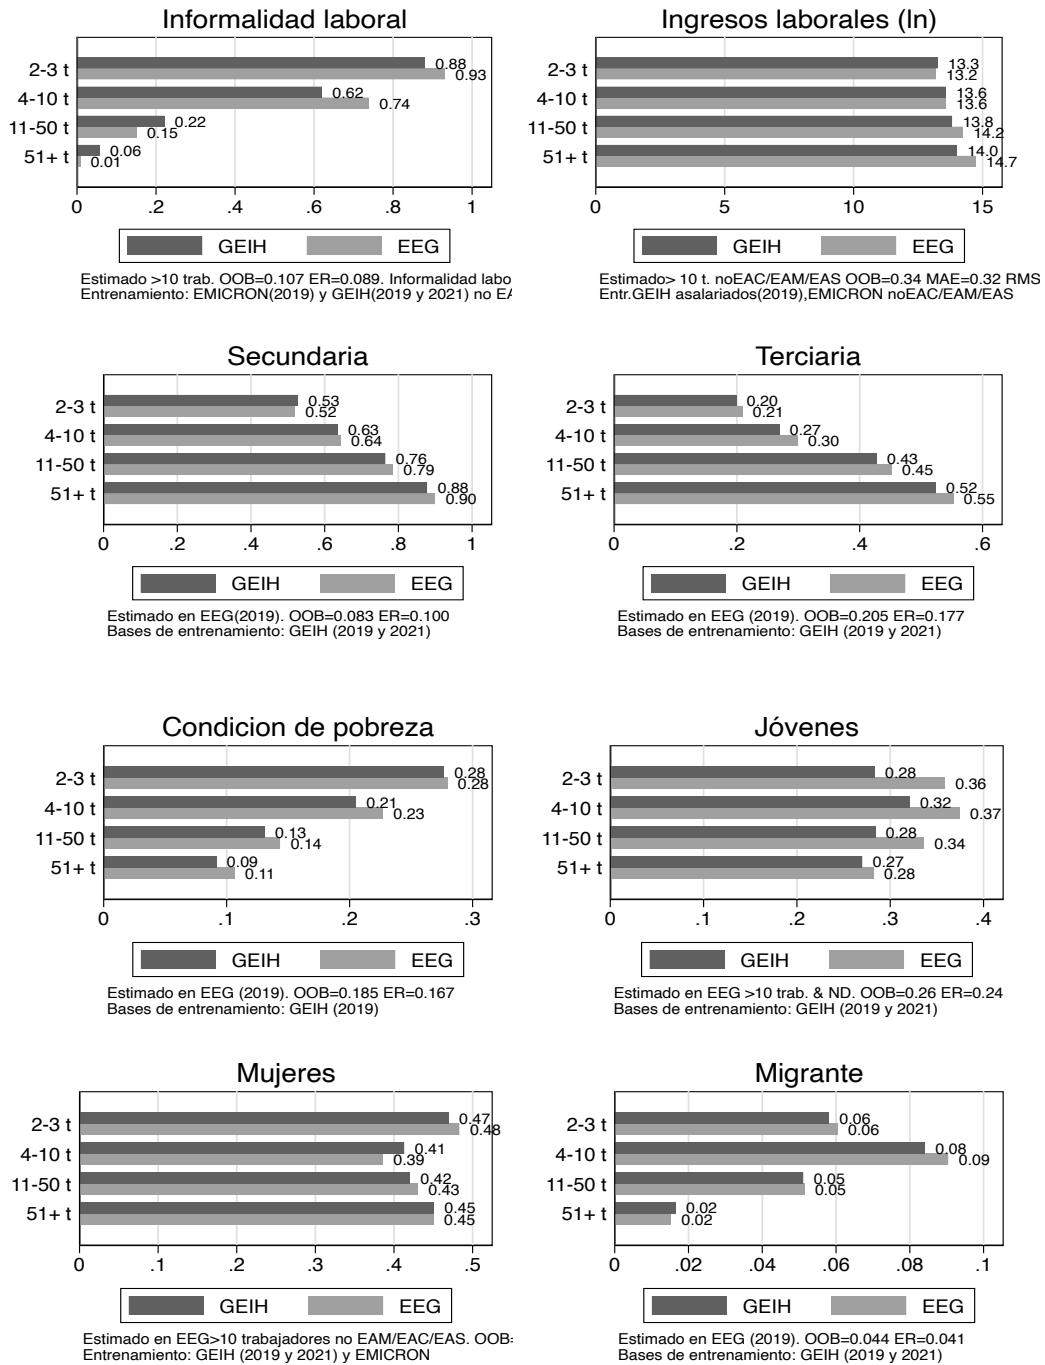 Informalidad laboral
2-3 t
0.88
0.93
4-10 t
0.62
0.74
11-50 t
0.22
0.15
51+ t
0.06
0.01
0 .2 .4 .6 .8 1
GEIH EEG
Estimado >10 trab. OOB=0.107 ER=0.089. Informalidad labo
Entrenamiento: EMICRON(2019) y GEIH(2019 y 2021) no EA
Ingresos laborales (ln)
2-3 t
13.3
13.2
4-10 t
13.6
13.6
11-50 t
13.8
14.2
51+ t
14.0
14.7
0 5 10 15
GEIH EEG
Estimado> 10 t. noEAC/EAM/EAS OOB=0.34 MAE=0.32 RMS
Entr.GEIH asalariados(2019),EMICRON noEAC/EAM/EAS
Secundaria
2-3 t
0.53
0.52
4-10 t
0.63
0.64
11-50 t
0.76
0.79
51+ t
0.88
0.90
0 .2 .4 .6 .8 1
GEIH EEG
Estimado en EEG(2019). OOB=0.083 ER=0.100
Bases de entrenamiento: GEIH (2019 y 2021)
Terciaria
2-3 t
0.20
0.21
4-10 t
0.27
0.30
11-50 t
0.43
0.45
51+ t
0.52
0.55
0 .2 .4 .6
GEIH EEG
Estimado en EEG (2019). OOB=0.205 ER=0.177
Bases de entrenamiento: GEIH (2019 y 2021)
Condicion de pobreza
2-3 t
0.28
0.28
4-10 t
0.21
0.23
11-50 t
0.13
0.14
51+ t
0.09
0.11
0 .1 .2 .3
GEIH EEG
Estimado en EEG (2019). OOB=0.185 ER=0.167
Bases de entrenamiento: GEIH (2019)
Jóvenes
2-3 t
0.28
0.36
4-10 t
0.32
0.37
11-50 t
0.28
0.34
51+ t
0.27
0.28
0 .1 .2 .3 .4
GEIH EEG
Estimado en EEG >10 trab. & ND. OOB=0.26 ER=0.24
Bases de entrenamiento: GEIH (2019 y 2021)
Mujeres
2-3 t
0.47
0.48
4-10 t
0.41
0.39
11-50 t
0.42
0.43
51+ t
0.45
0.45
0 .1 .2 .3 .4 .5
GEIH EEG
Estimado en EEG>10 trabajadores no EAM/EAC/EAS. OOB=
Entrenamiento: GEIH (2019 y 2021) y EMICRON
Migrante
2-3 t
0.06
0.06
4-10 t
0.08
0.09
11-50 t
0.05
0.05
51+ t
0.02
0.02
0 .02 .04 .06 .08 .1
GEIH EEG
Estimado en EEG (2019). OOB=0.044 ER=0.041
Bases de entrenamiento: GEIH (2019 y 2021)